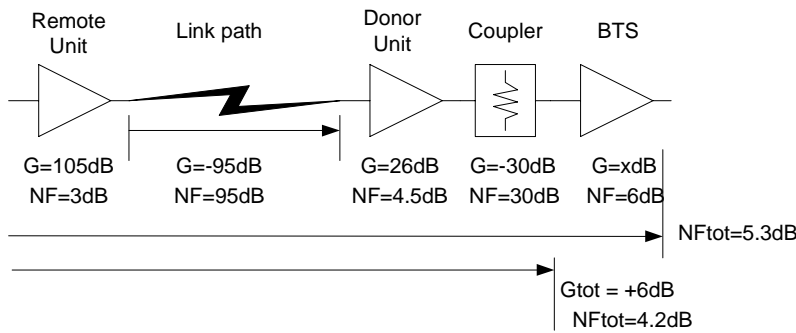 Remote Unit
Link path
Donor Unit
Coupler
BTS
G=105dB
NF=3dB
G=-95dB
NF=95dB
G=26dB
NF=4.5dB
G=-30dB
NF=30dB
G=xdB
NF=6dB
NFtot=5.3dB
Gtot = +6dB
NFtot=4.2dB